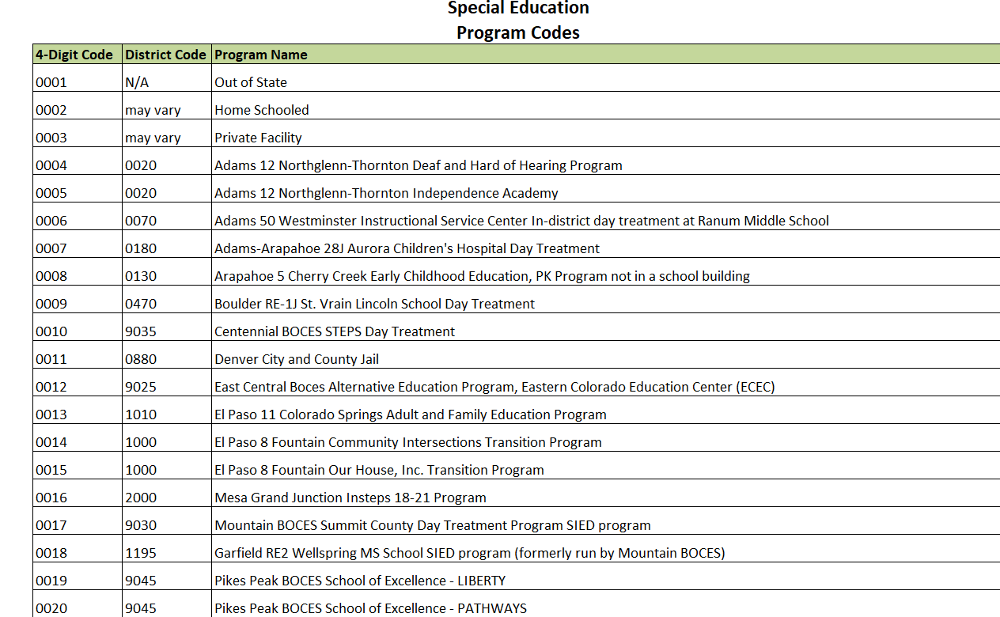 Special Education
Program Codes
4-Digit Code District Code Program Name
0001 N/A Out of State
0002 may vary Home Schooled
0003 may vary Private Facility
0004 0020 Adams 12 Northglenn-Thornton Deaf and Hard of Hearing Program
0005 0020 Adams 12 Northglenn-Thornton Independence Academy
0006 0070 Adams 50 Westminster Instructional Service Center In-district day treatment at Ranum Middle School
0007 0180 Adams-Arapahoe 28J Aurora Children's Hospital Day Treatment
0008 0130 Arapahoe 5 Cherry Creek Early Childhood Education, PK Program not in a school building
0009 0470 Boulder RE-1J St. Vrain Lincoln School Day Treatment
0010 9035 Centennial BOCES STEPS Day Treatment
0011 0880 Denver City and County Jail
0012 9025 East Central Boces Alternative Education Program, Eastern Colorado Education Center (ECEC)
0013 1010 El Paso 11 Colorado Springs Adult and Family Education Program
0014 1000 El Paso 8 Fountain Community Intersections Transition Program
0015 1000 El Paso 8 Fountain Our House, Inc. Transition Program
0016 2000 Mesa Grand Junction Insteps 18-21 Program
0017 9030 Mountain BOCES Summit County Day Treatment Program SIED program
0018 1195 Garfield RE2 Wellspring MS School SIED program (formerly run by Mountain BOCES)
0019 9045 Pikes Peak BOCES School of Excellence - LIBERTY
0020 9045 Pikes Peak BOCES School of Excellence - PATHWAYS